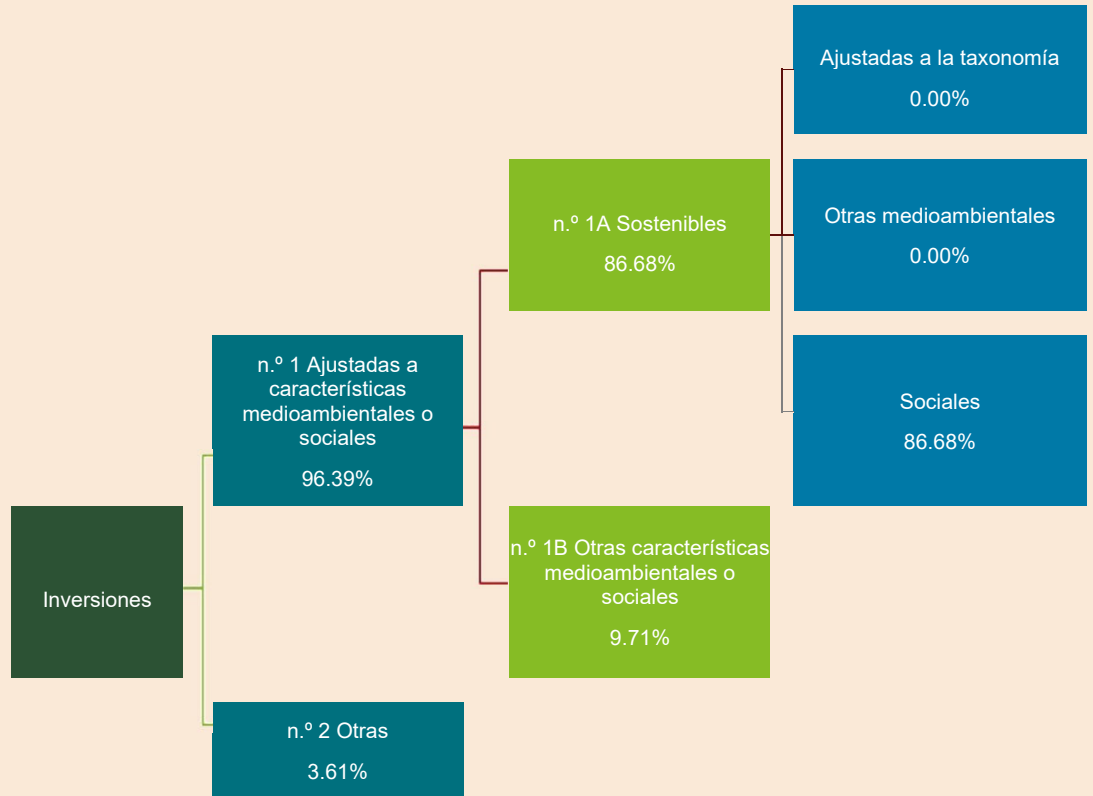 Ajustadas a la taxonomía
0.00%
n.º 1A Sostenibles
86.68%
Otras medioambientales
0.00%
n.º 1 Ajustadas a
características
medioambientales o
sociales
96.39%
Sociales
86.68%
Inversiones
n.º 1B Otras características
medioambientales o
sociales
9.71%
n.º 2 Otras
3.61%